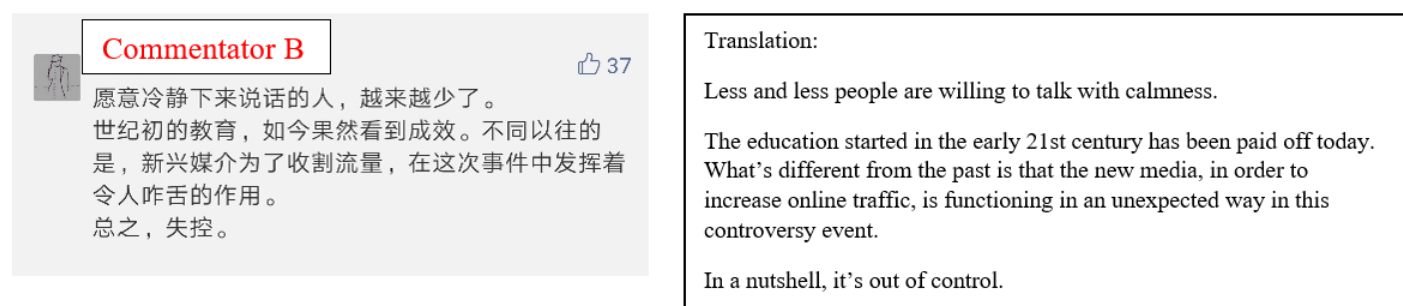 Commentator B
37
愿意冷静下来说话的人，越来越少了。
世纪初的教育，如今果然看到成效。不同以往的
是，新兴媒介为了收割流量，在这次事件中发挥着
令人咋舌的作用。
总之，失控。
Translation:
Less and less people are willing to talk with calmness.
The education started in the early 21st century has been paid off today.
What’s different from the past is that the new media, in order to
increase online traffic, is functioning in an unexpected way in this
controversy event.
In a nutshell, it’s out of control.